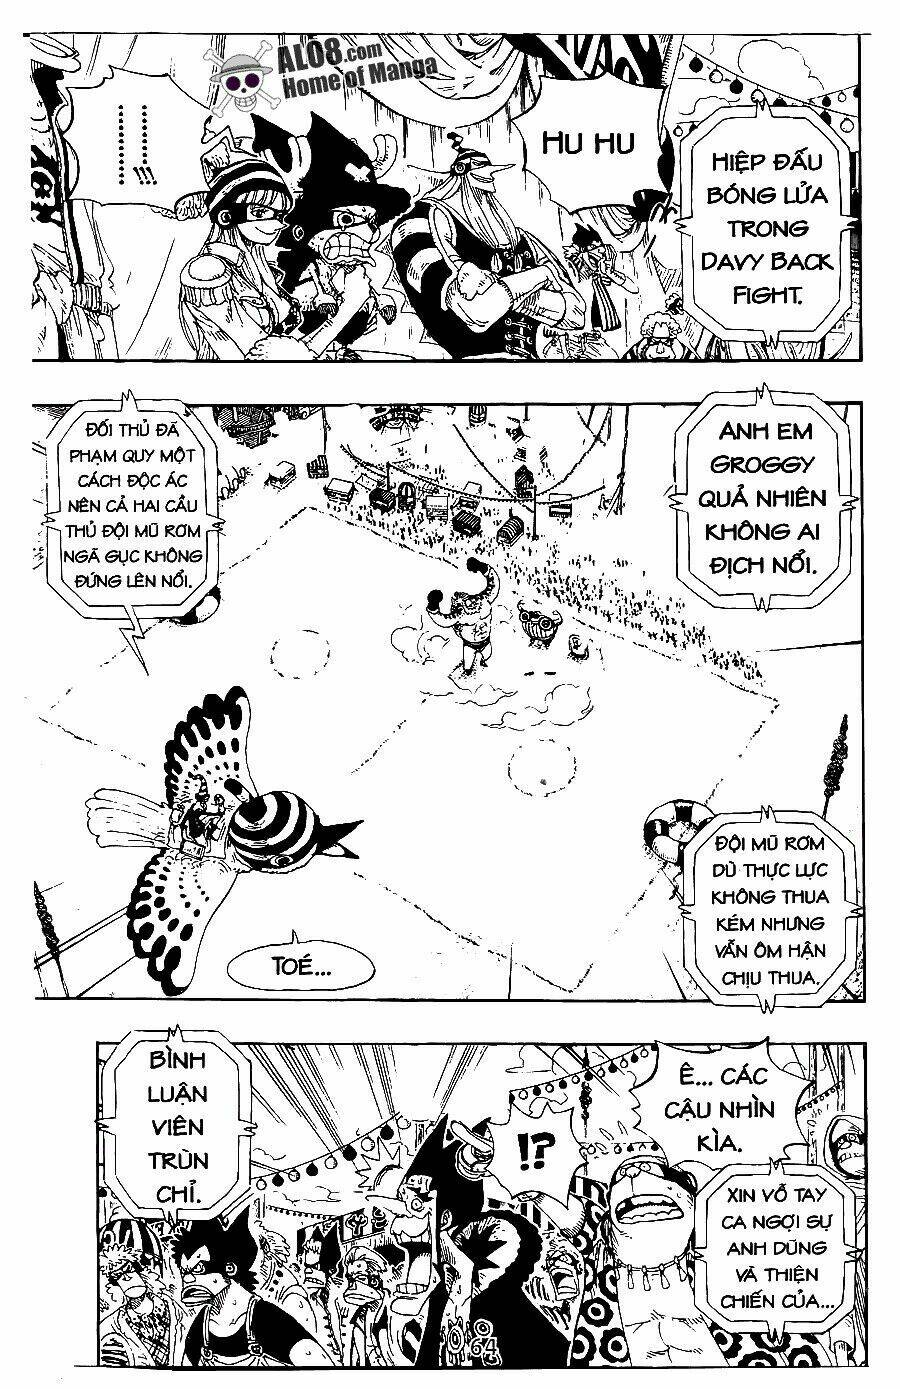 AL08.com
Home of Manga
HIỆP ĐẤU
BÓNG LỬA
TRONG
DAVY BACK
FIGHT.
HU HU
.......!!
ANH EM
GROGGY
QUẢ NHIÊN
KHÔNG AI
ĐỊCH NỔI.
ĐỐI THỦ ĐÃ
PHẠM QUY MỘT
CÁCH ĐỘC ÁC
NÊN CẢ HAI CẦU
THỦ ĐỘI MŨ RƠM
NGÃ GỤC KHÔNG
ĐỨNG LÊN NỔI.
ĐỘI MŨ RƠM
DÙ THỰC LỰC
KHÔNG THUA
KÉM NHƯNG
VẪN ÔM HẬN
CHỊU THUA.
TOÉ...
Ê... CÁC
CẬU NHÌN
KÌA.
XIN VỖ TAY
CA NGỢI SỰ
ANH DŨNG
VÀ THIỆN
CHIẾN CỦA...
!?
BÌNH
LUẬN
VIÊN
TRÙN
CHỈ.
64